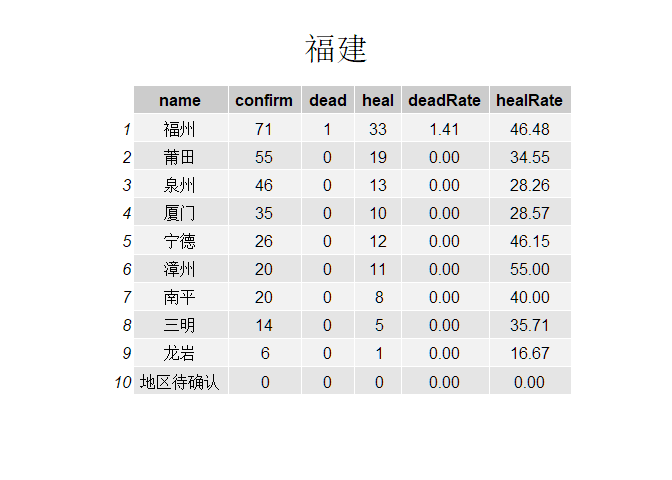 福建
name confirm dead heal deadRate healRate
1 福州 71 1 33 1.41 46.48
2 莆田 55 0 19 0.00 34.55
3 泉州 46 0 13 0.00 28.26
4 厦门 35 0 10 0.00 28.57
5 宁德 26 0 12 0.00 46.15
6 漳州 20 0 11 0.00 55.00
7 南平 20 0 8 0.00 40.00
8 三明 14 0 5 0.00 35.71
9 龙岩 6 0 1 0.00 16.67
10 地区待确认 0 0 0 0.00 0.00